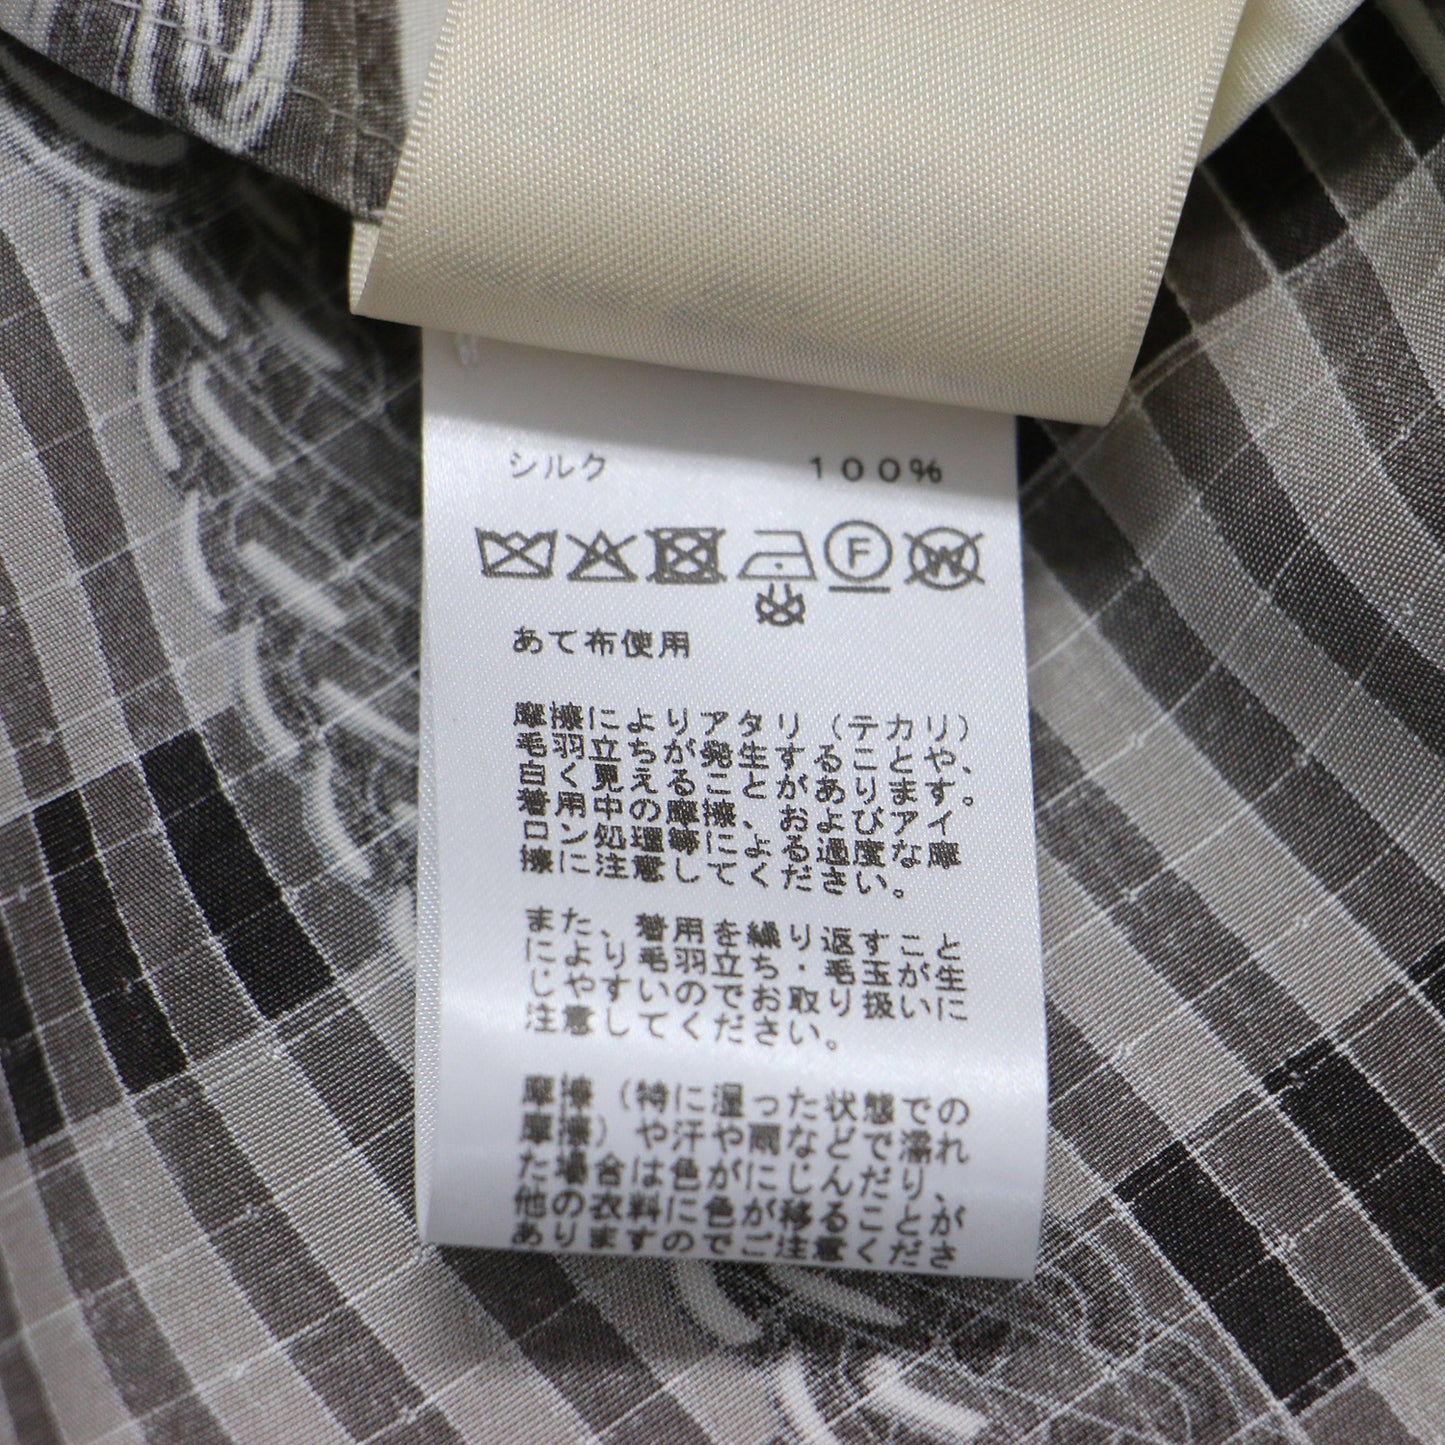 シルク 100%
F W
あて布使用
摩擦によりアタリ(テカリ)
毛羽立ちが発生することや、
白く見えることがあります。
着用中の摩擦、およびアイ
ロン処理等による過度な摩
擦に注意してください。
また、着用を繰り返すこと
により毛羽立ち・毛玉が生
じやすいのでお取り扱いに
注意してください。
摩擦(特に湿った状態での
摩擦)や汗や雨などで濡れ
た場合は色がにじんだり、
他の衣料に色が移ることが
ありますのでご注意くださ